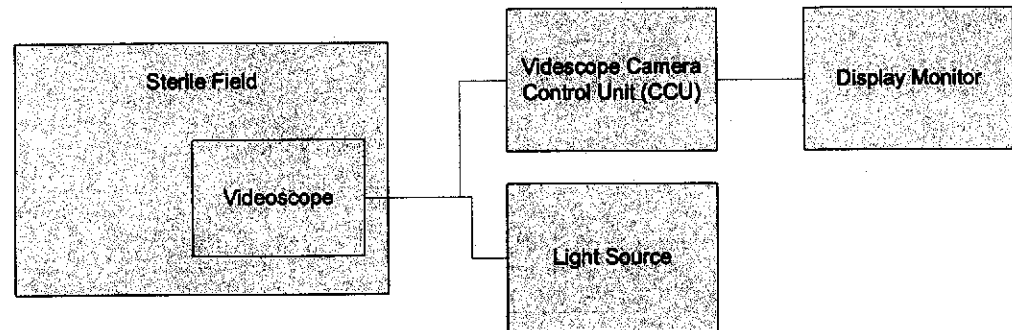 Sterile Field
Videoscope
Videscope Camera
Control Unit (CCU)
Display Monitor
Light Source